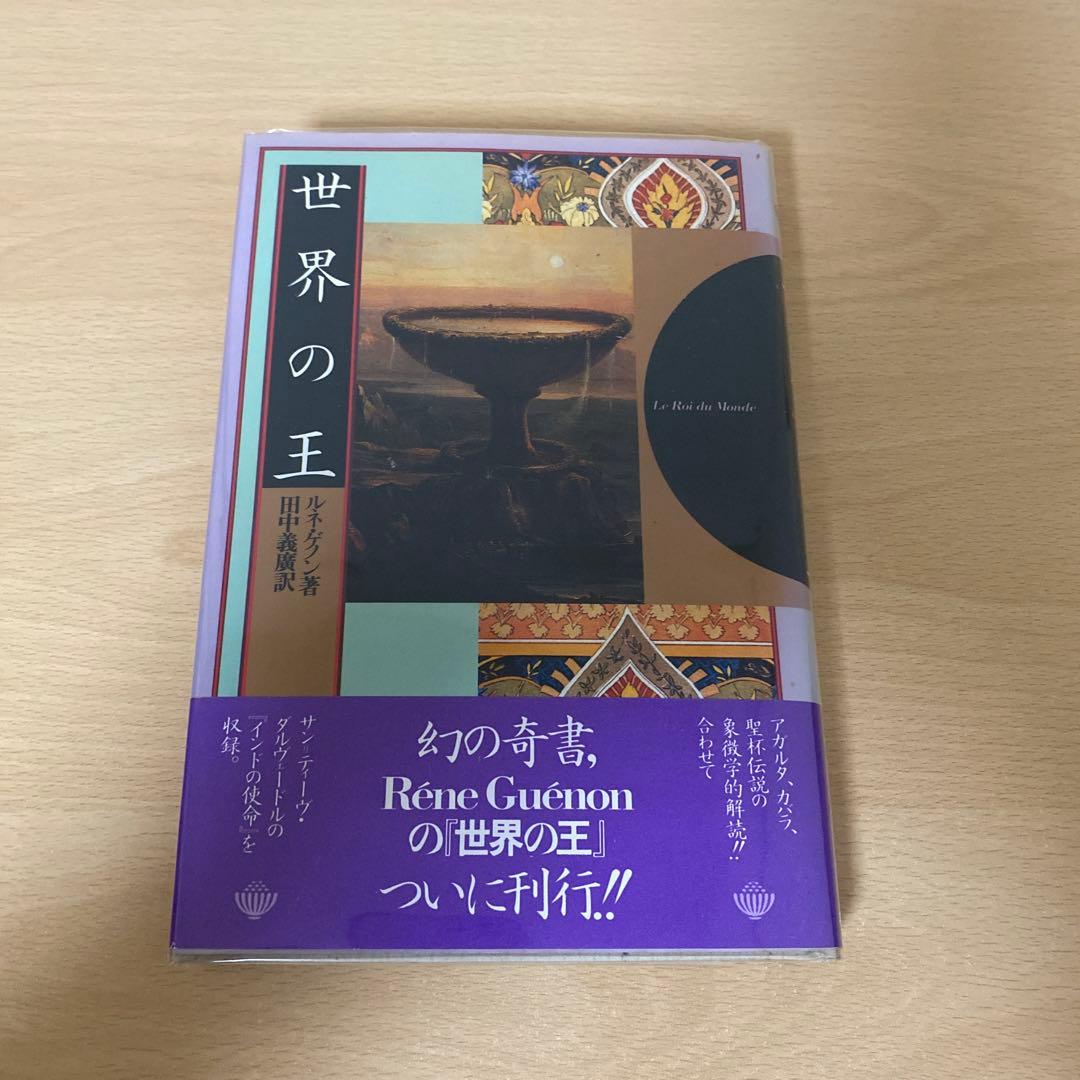 世界の王
ルネ・ゲノン著
田中義廣訳
Le Roi du Monde
アガルタ、カバラ、
聖杯伝説の
象徴学的解読!!
合わせて
幻の奇書,
Réne Guénon
の『世界の王』
ついに刊行!!
サン=ティーヴ・
ダルヴェードルの
『インドの使命』を
収録。